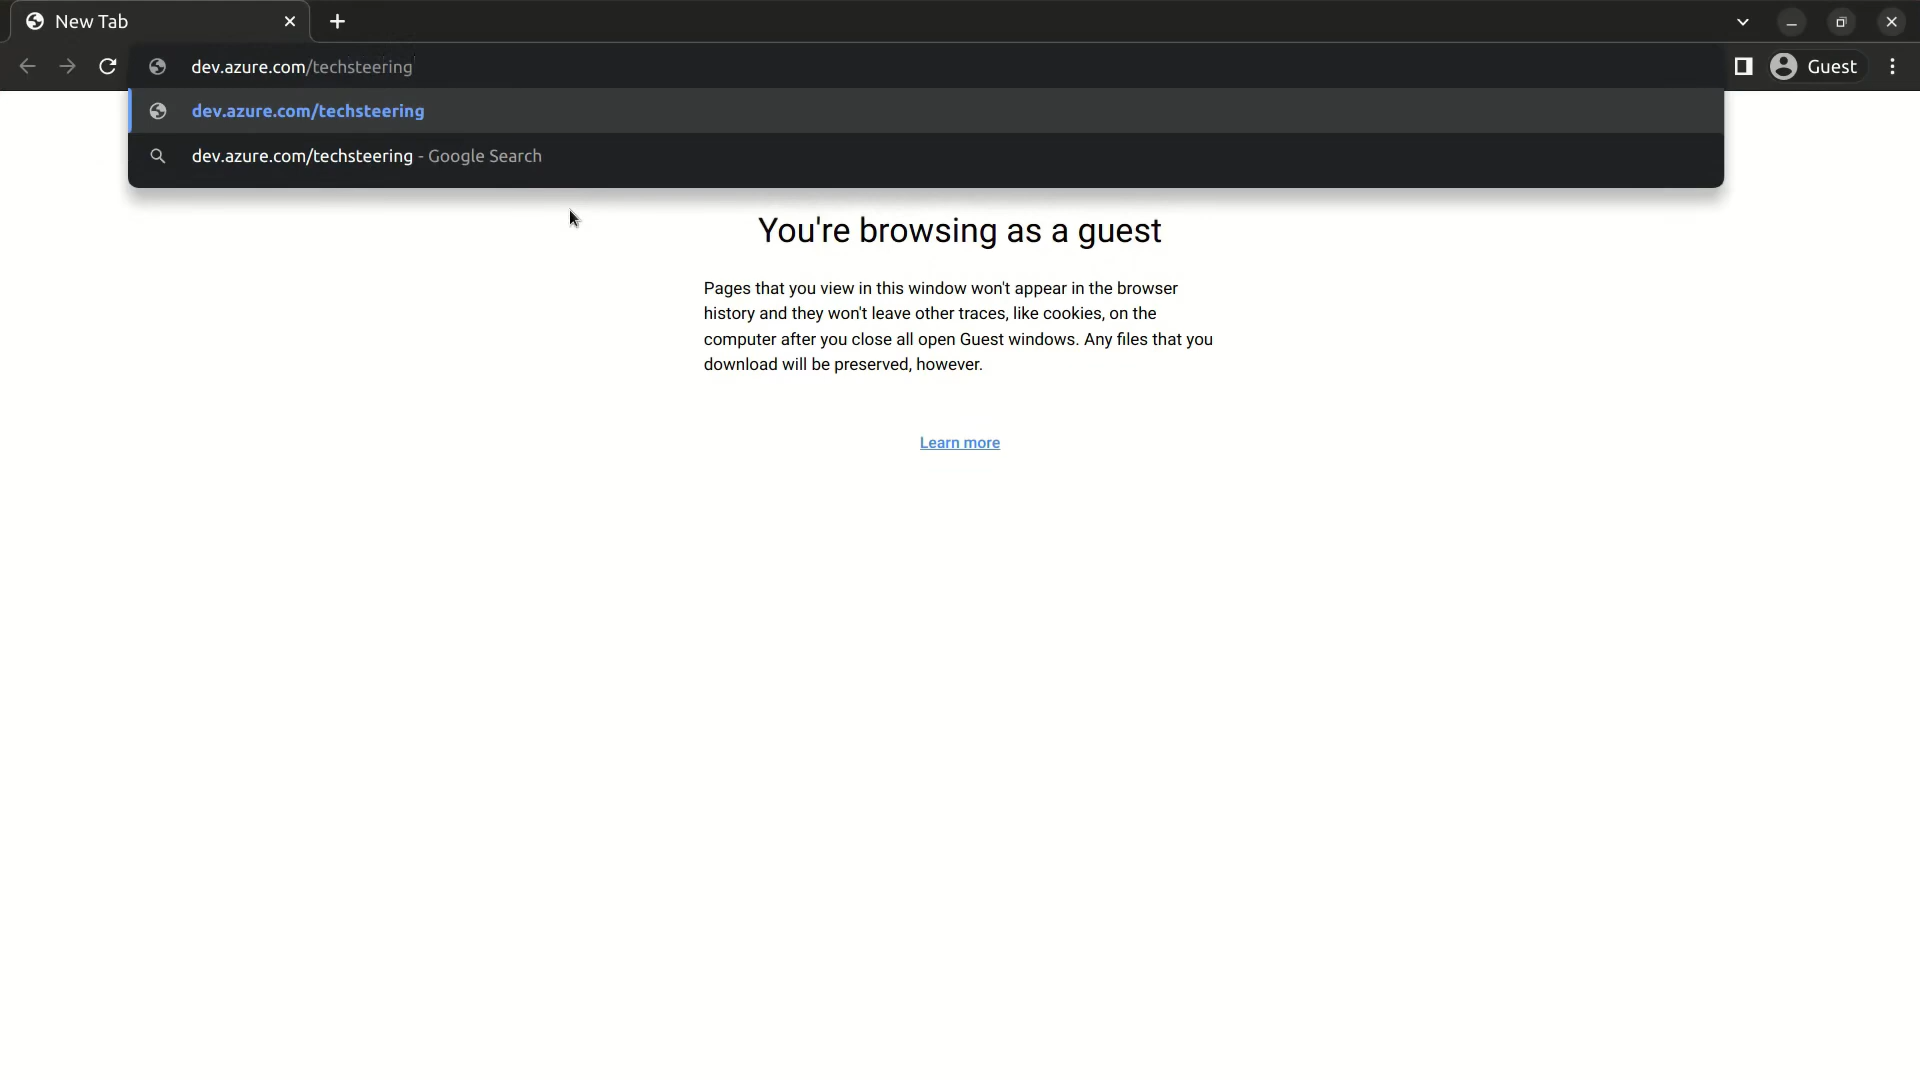 New Tab
dev.azure.com/techsteering
Guest
dev.azure.com/techsteering
dev.azure.com/techsteering - Google Search
You're browsing as a guest
Pages that you view in this window won't appear in the browser
history and they won't leave other traces, like cookies, on the
computer after you close all open Guest windows. Any files that you
download will be preserved, however.
Learn more